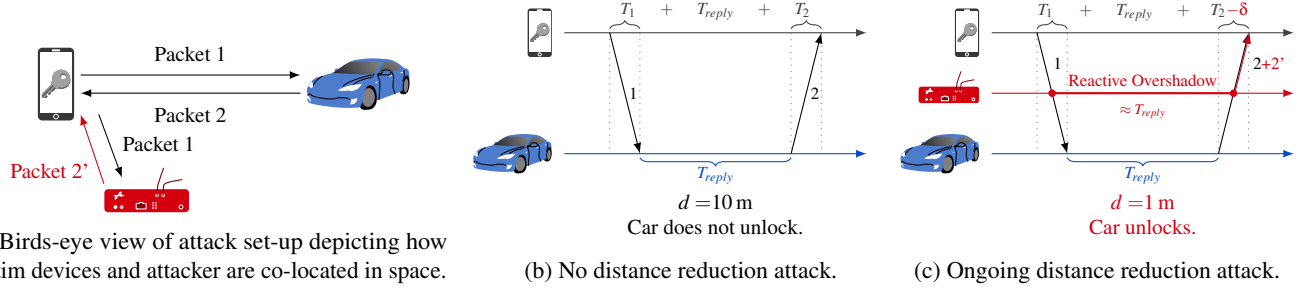 Packet 1
Packet 2
Packet 1
Packet 2’
Birds-eye view of attack set-up depicting how
tim devices and attacker are co-located in space.
T1 + Treply + T2
1
2
Treply
d =10 m
Car does not unlock.
(b) No distance reduction attack.
T1 + Treply + T2−δ
1
2+2’
Reactive Overshadow
≈ Treply
Treply
d =1 m
Car unlocks.
(c) Ongoing distance reduction attack.